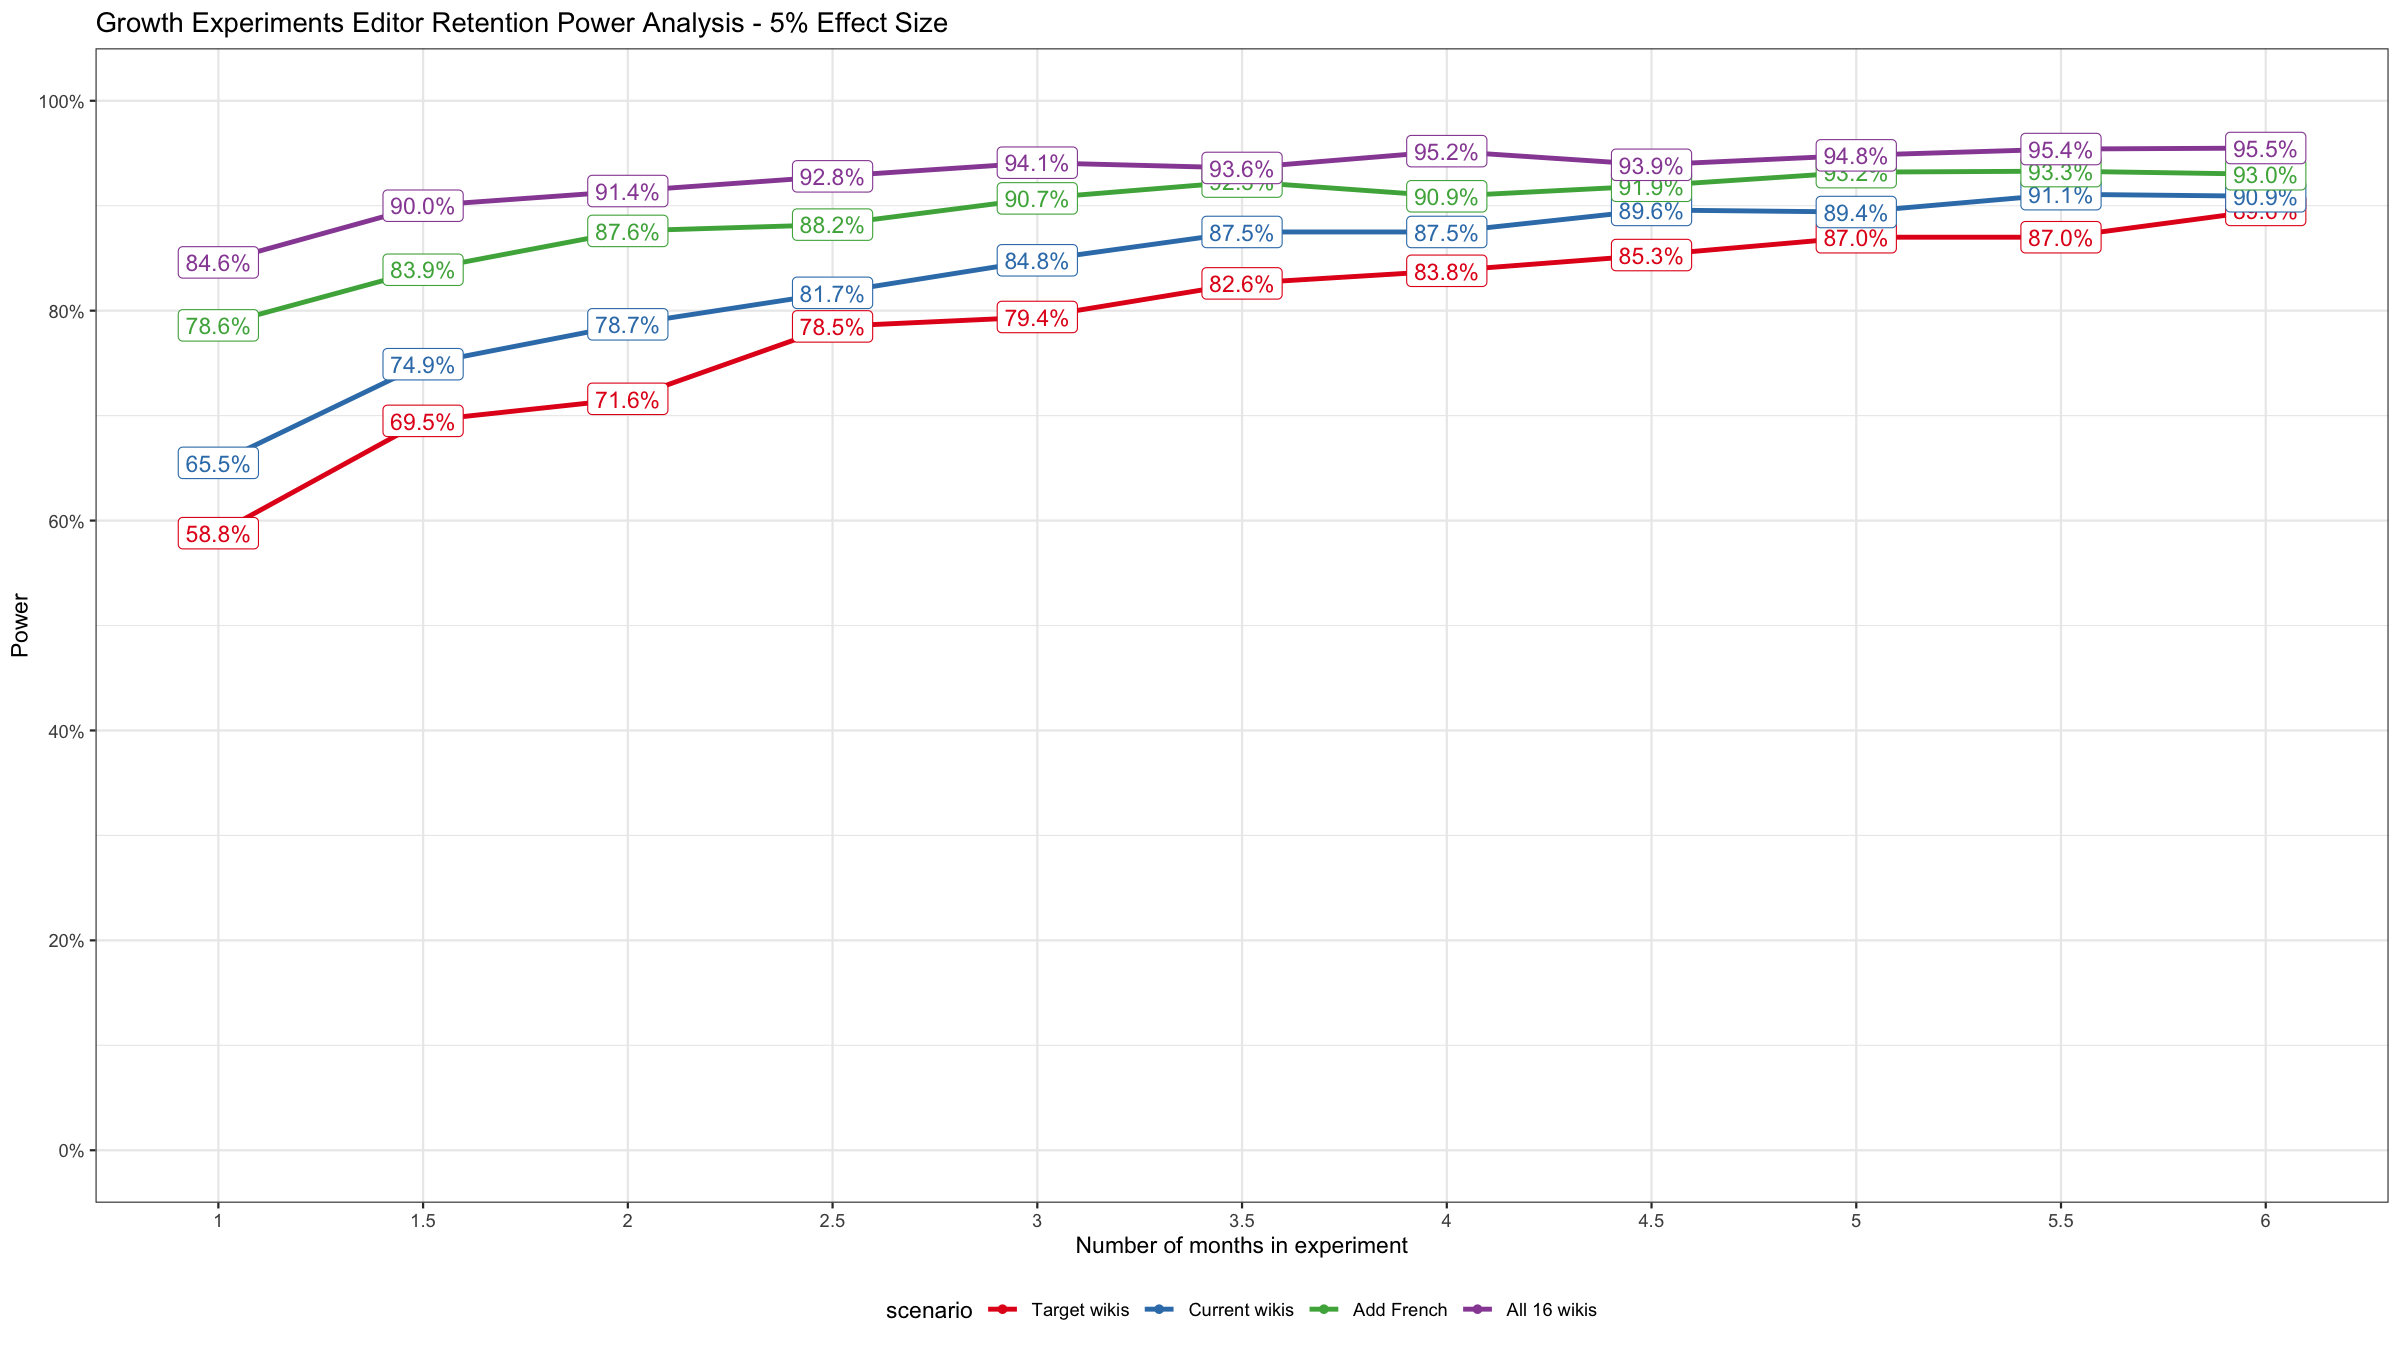 Growth Experiments Editor Retention Power Analysis - 5% Effect Size
Power
100%
80%
60%
40%
20%
0%
84.6% 90.0% 91.4% 92.8% 94.1% 93.6% 95.2% 93.9% 94.8% 95.4% 95.5%
78.6% 83.9% 87.6% 88.2% 90.7% 90.9% 91.9% 93.2% 93.3% 93.0%
65.5% 74.9% 78.7% 81.7% 84.8% 87.5% 87.5% 89.6% 89.4% 91.1% 90.9%
58.8% 69.5% 71.6% 78.5% 79.4% 82.6% 83.8% 85.3% 87.0% 87.0%
1 1.5 2 2.5 3 3.5 4 4.5 5 5.5 6
Number of months in experiment
scenario Target wikis Current wikis Add French All 16 wikis